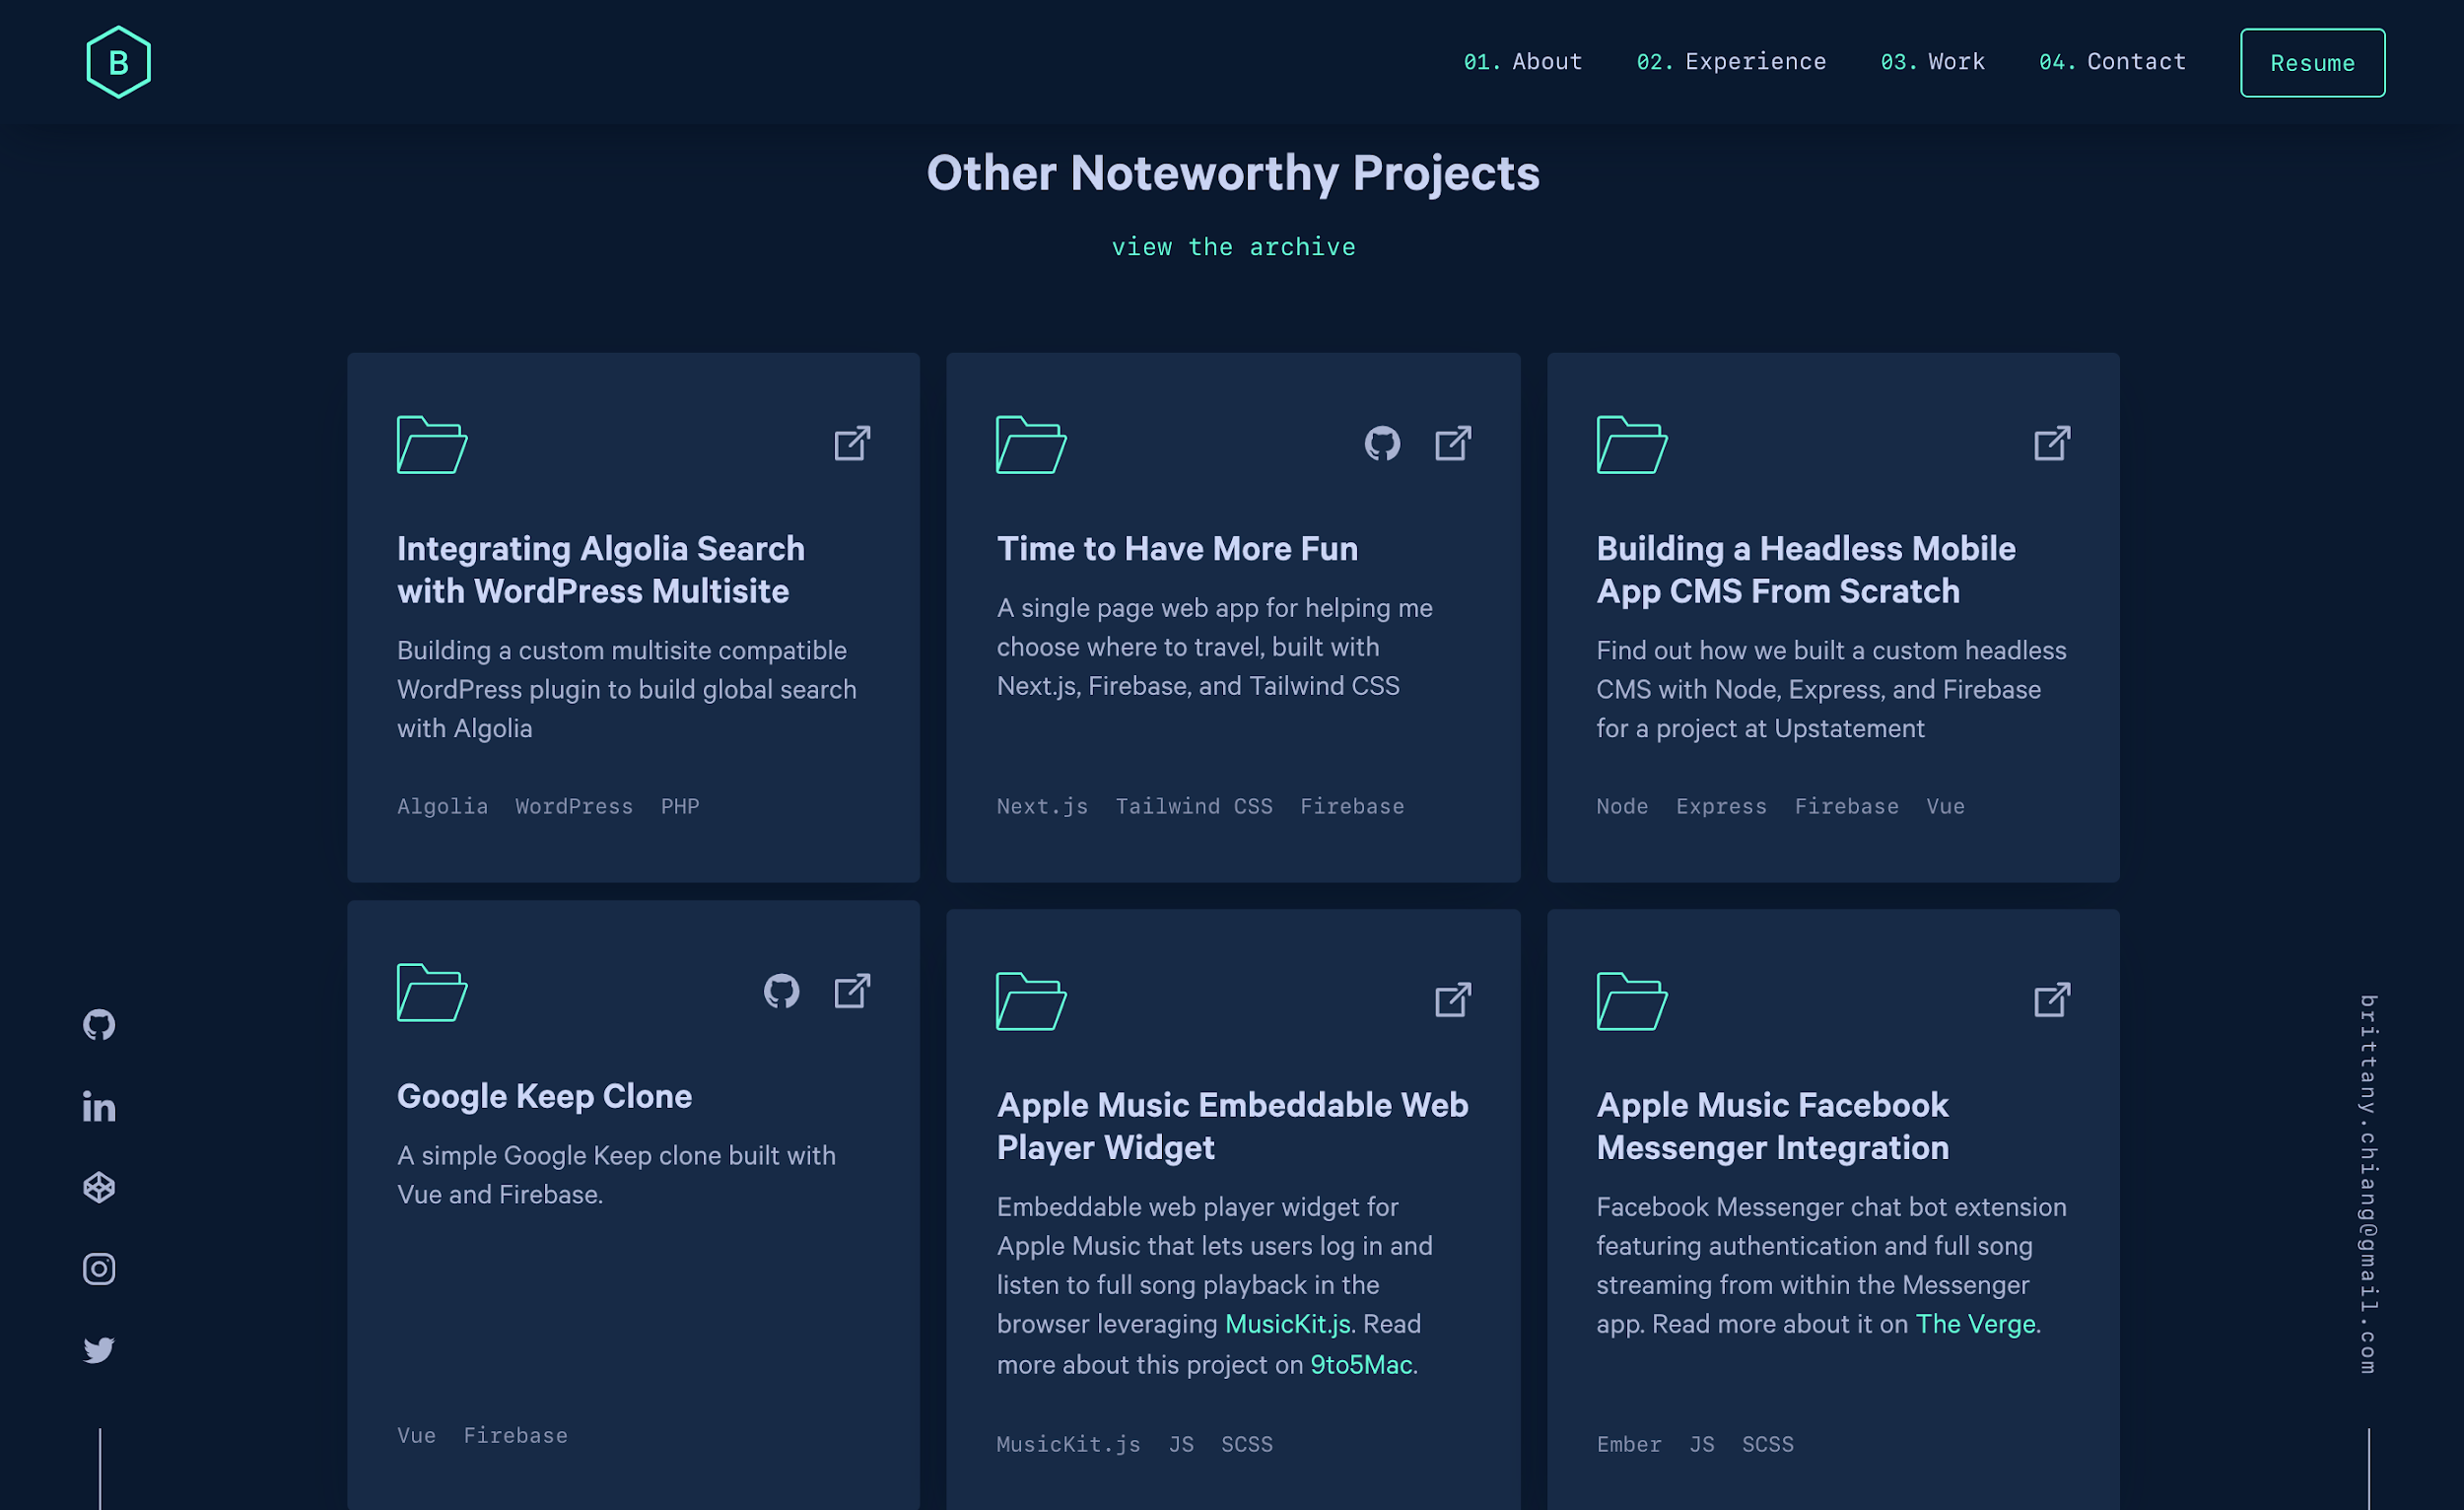 B
01. About
02. Experience
03. Work
04. Contact
Resume
Other Noteworthy Projects
view the archive
Integrating Algolia Search
with WordPress Multisite
Building a custom multisite compatible
WordPress plugin to build global search
with Algolia
Algolia WordPress PHP
Time to Have More Fun
A single page web app for helping me
choose where to travel, built with
Next.js, Firebase, and Tailwind CSS
Next.js Tailwind CSS Firebase
Building a Headless Mobile
App CMS From Scratch
Find out how we built a custom headless
CMS with Node, Express, and Firebase
for a project at Upstatement
Node Express Firebase Vue
Google Keep Clone
A simple Google Keep clone built with
Vue and Firebase.
Vue Firebase
Apple Music Embeddable Web
Player Widget
Embeddable web player widget for
Apple Music that lets users log in and
listen to full song playback in the
browser leveraging MusicKit.js. Read
more about this project on 9to5Mac.
MusicKit.js JS SCSS
Apple Music Facebook
Messenger Integration
Facebook Messenger chat bot extension
featuring authentication and full song
streaming from within the Messenger
app. Read more about it on The Verge.
Ember JS SCSS
in
brittany.chiang@gmail.com